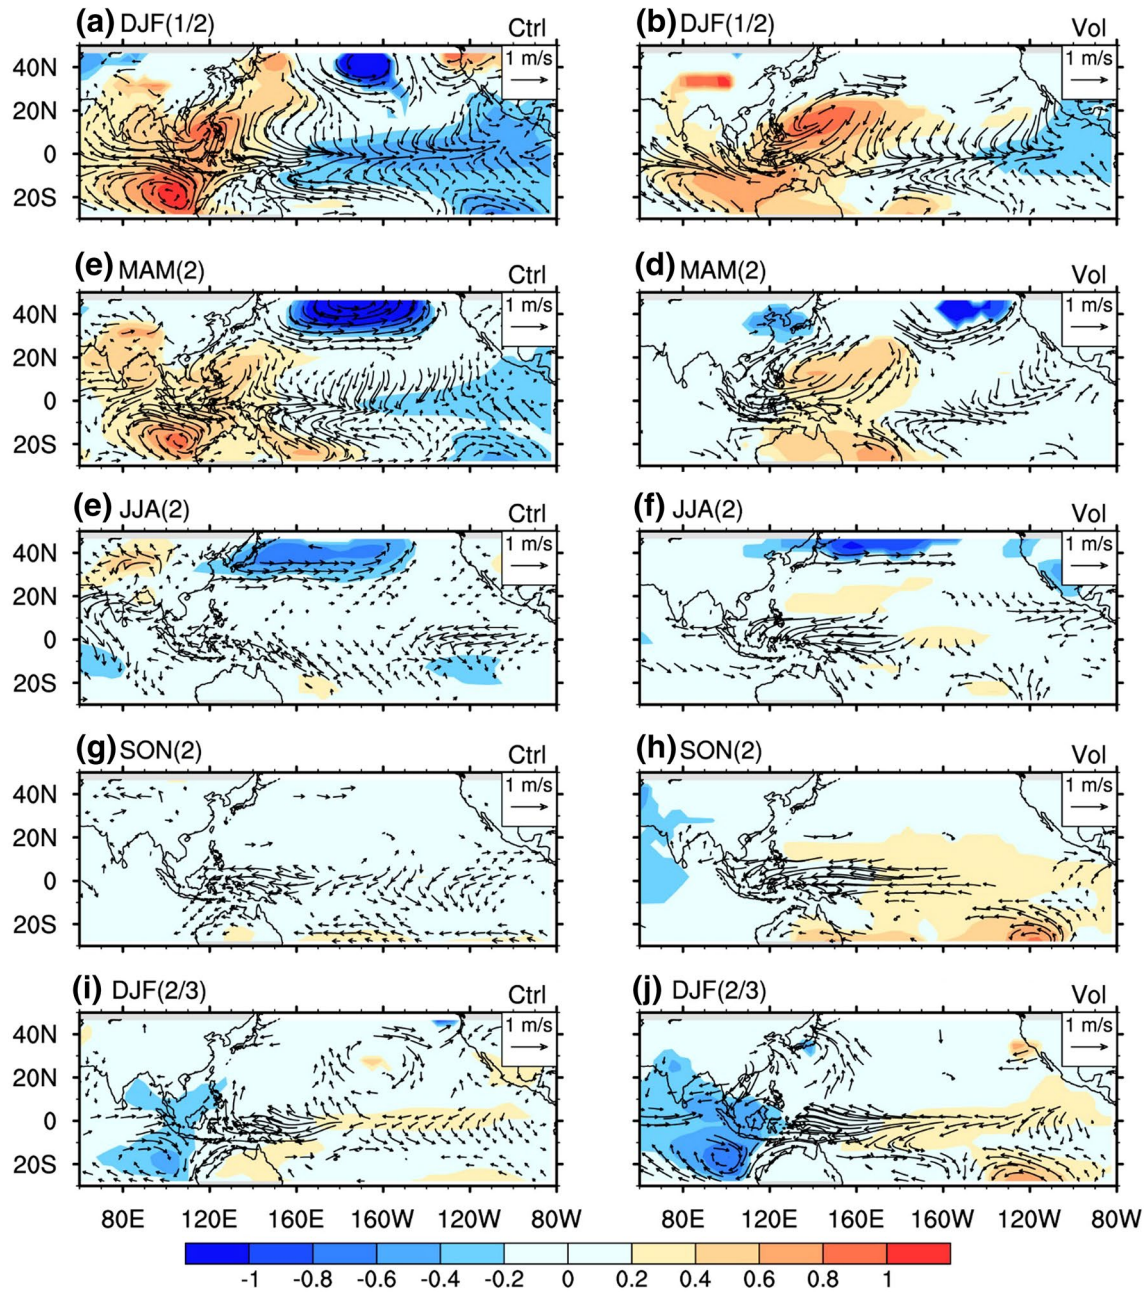 (a) DJF(1/2) Ctrl (b) DJF(1/2) Vol
40N 1 m/s 1 m/s
20N
0
20S
(e) MAM(2) Ctrl (d) MAM(2) Vol
40N 1 m/s 1 m/s
20N
0
20S
(e) JJA(2) Ctrl (f) JJA(2) Vol
40N 1 m/s 1 m/s
20N
0
20S
(g) SON(2) Ctrl (h) SON(2) Vol
40N 1 m/s 1 m/s
20N
0
20S
(i) DJF(2/3) Ctrl (j) DJF(2/3) Vol
40N 1 m/s 1 m/s
20N
0
20S
80E 120E 160E 160W 120W 80W 80E 120E 160E 160W 120W 80W
-1 -0.8 -0.6 -0.4 -0.2 0 0.2 0.4 0.6 0.8 1